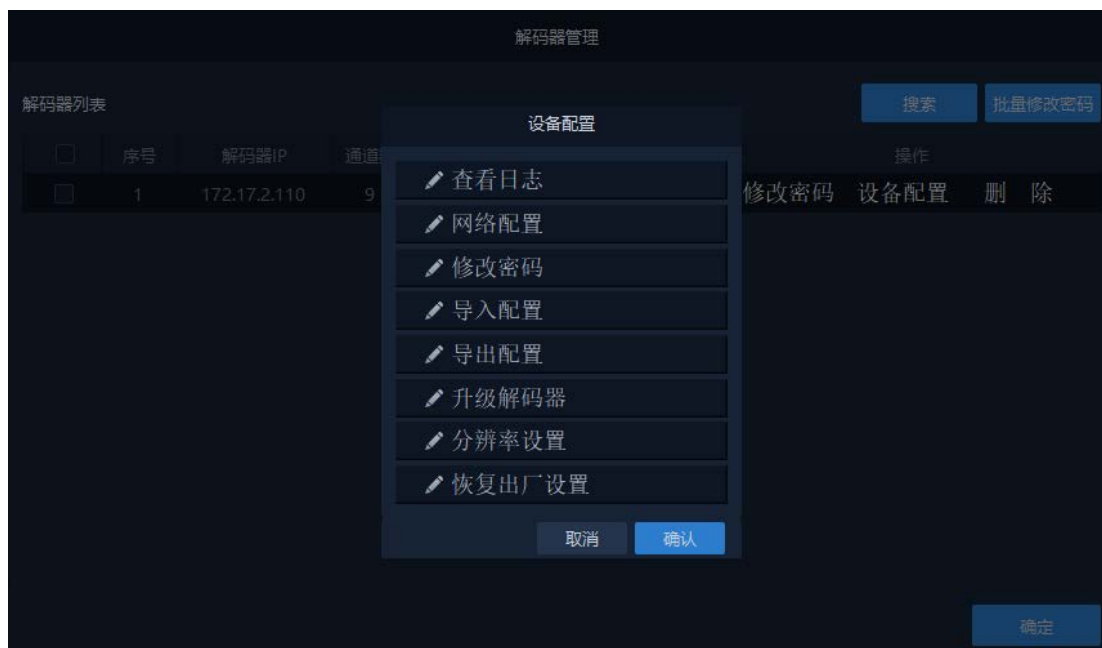 解码器管理
解码器列表 搜索 批量修改密码
设备配置
序号 解码器IP 通道 操作
1 172.17.2.110 9 修改密码 设备配置 删 除
查看日志
网络配置
修改密码
导入配置
导出配置
升级解码器
分辨率设置
恢复出厂设置
取消 确认
确定